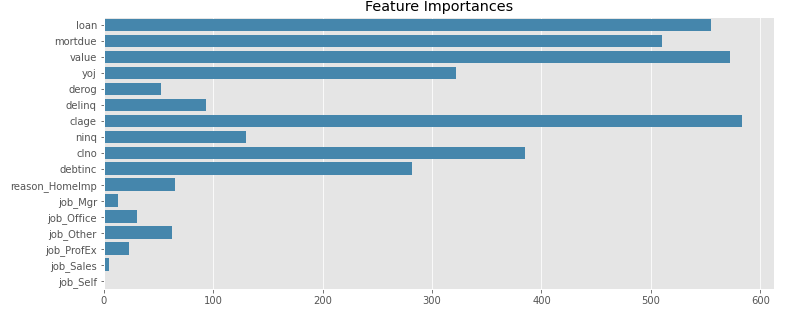 Feature Importances
loan
mortdue
value
yoj
derog
delinq
clage
ninq
clno
debtinc
reason_HomeImp
job_Mgr
job_Office
job_Other
job_ProfEx
job_Sales
job_Self
0 100 200 300 400 500 600